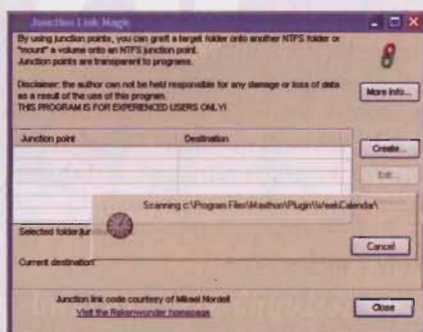 Junction Link Magic
By using junction points, you can graft a target folder onto another NTFS folder or
"mount" a volume onto an NTFS junction point.
Junction points are transparent to programs.
Disclaimer: the author can not be held responsible for any damage or loss of data
as a result of the use of this program.
THIS PROGRAM IS FOR EXPERIENCED USERS ONLY!
More info...
Junction point Destination
Create...
Edit...
Scanning c:\Program Files\Maxthon\Plugin\WeekCalendar\
Selected folder/jun
Cancel
Current destination:
Junction link code courtesy of Mikael Nordell
Visit the Rekenwonder homepage
Close